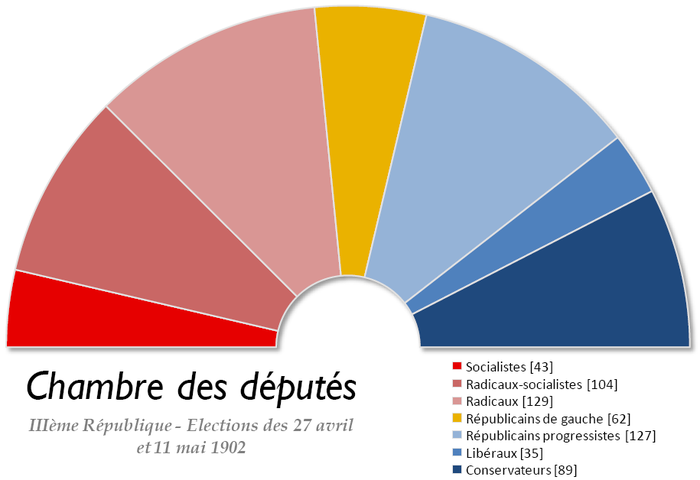 Chambre des députés
IIIème République - Elections des 27 avril
et 11 mai 1902
Socialistes [43]
Radicaux-socialistes [104]
Radicaux [129]
Républicains de gauche [62]
Républicains progressistes [127]
Libéraux [35]
Conservateurs [89]